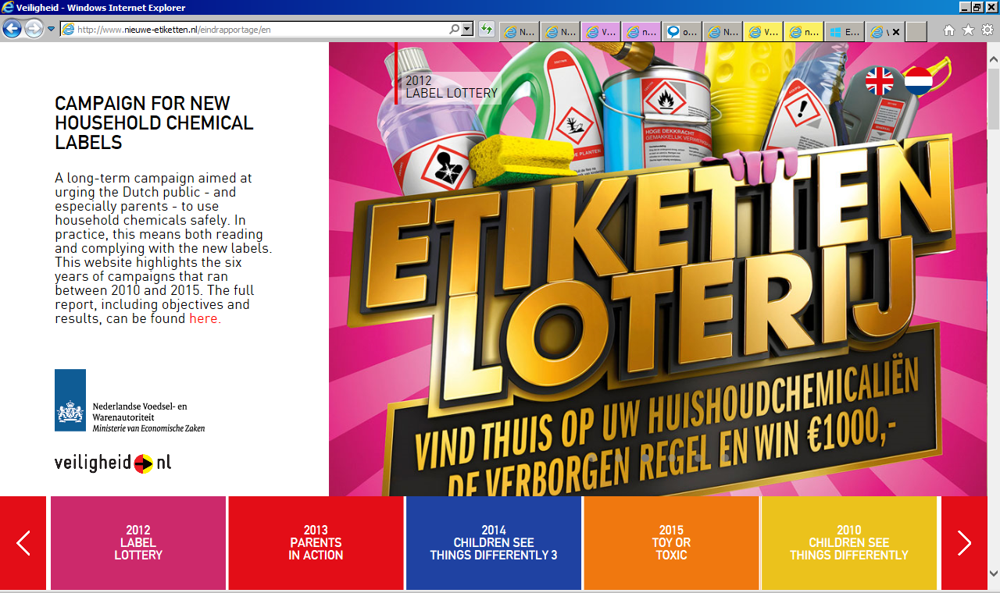 Veiligheid - Windows Internet Explorer
http://www.nieuwe-etiketten.nl/eindrapportage/en
N...
N...
V...
n...
o...
N...
V...
n...
E...
CAMPAIGN FOR NEW
HOUSEHOLD CHEMICAL
LABELS
A long-term campaign aimed at
urging the Dutch public - and
especially parents - to use
household chemicals safely. In
practice, this means both reading
and complying with the new labels.
This website highlights the six
years of campaigns that ran
between 2010 and 2015. The full
report, including objectives and
results, can be found here.
Nederlandse Voedsel- en
Warenautoriteit
Ministerie van Economische Zaken
veiligheid nl
2012
LABEL LOTTERY
HOGE DEKKRACHT
GEMAKKELIJK VERWERK
PLANTEN
ETIKETTEN
LOTERIJ
VIND THUIS OP UW HUISHOUDCHEMICALIËN
DE VERBORGEN REGEL EN WIN €1000,-
2012
LABEL
LOTTERY
2013
PARENTS
IN ACTION
2014
CHILDREN SEE
THINGS DIFFERENTLY 3
2015
TOY OR
TOXIC
2010
CHILDREN SEE
THINGS DIFFERENTLY